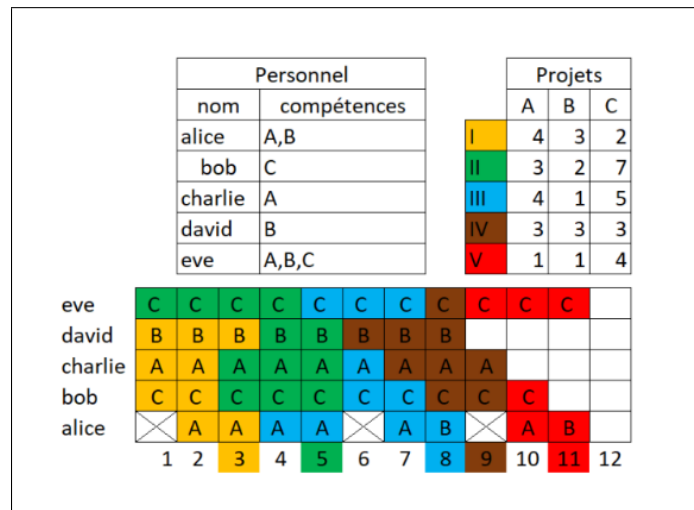 Personnel
nom compétences
alice A,B
bob C
charlie A
david B
eve A,B,C
Projets
A B C
I 4 3 2
II 3 2 7
III 4 1 5
IV 3 3 3
V 1 1 4
eve C C C C C C C C C C C
david B B B B B B B B
charlie A A A A A A A A A
bob C C C C C C C C C C
alice A A A A A B A B
1 2 3 4 5 6 7 8 9 10 11 12